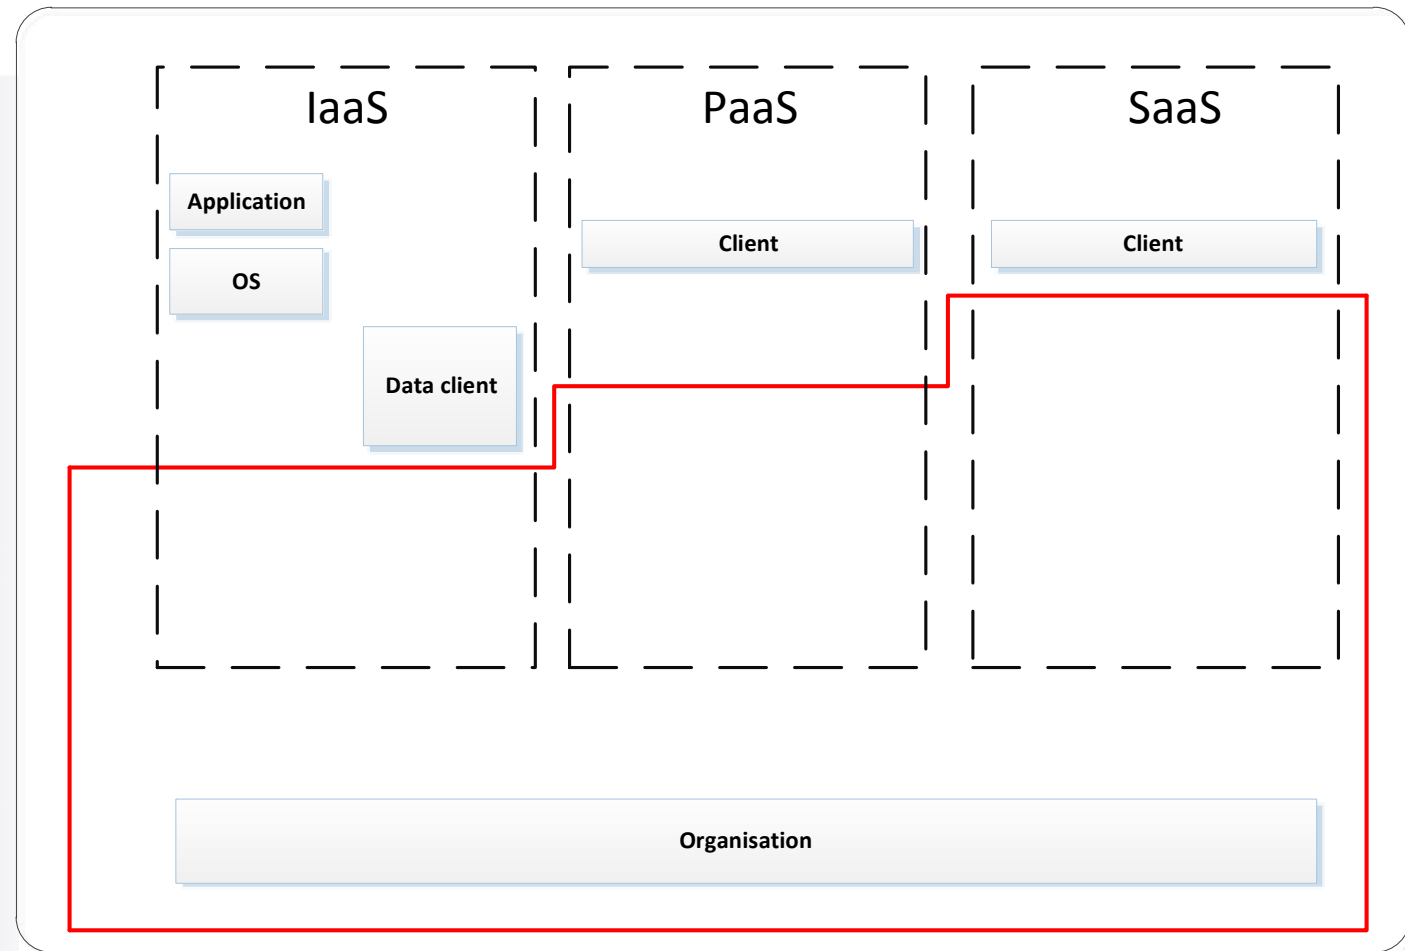 IaaS
PaaS
SaaS
Application
OS
Data client
Client
Client
Organisation